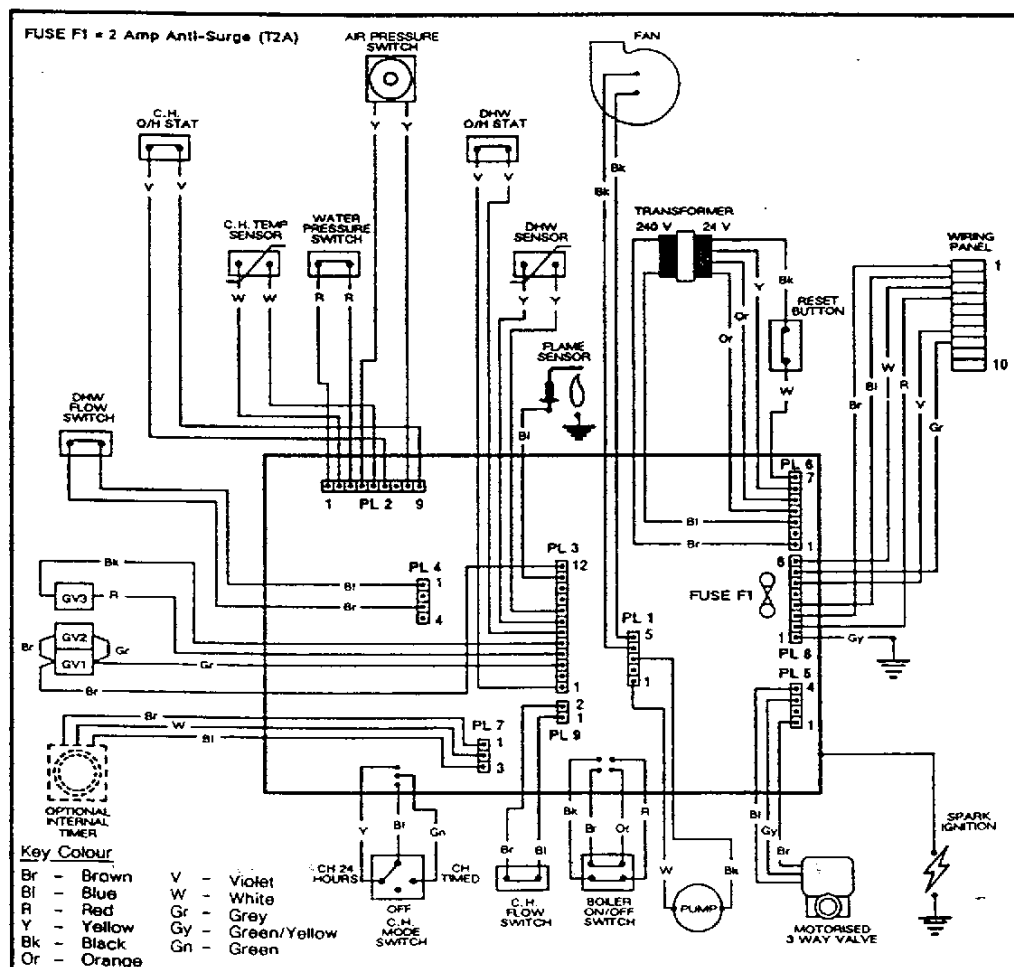 FUSE F1 = 2 Amp Anti-Surge (T2A)
AIR PRESSURE
SWITCH
FAN
C.H.
O/H STAT
DHW
O/H STAT
Y
Y
V
V
V
V
Bk
Bk
C.H. TEMP
SENSOR
WATER
PRESSURE
SWITCH
DHW
SENSOR
TRANSFORMER
240 V
24 V
WIRING
PANEL
1
10
W
W
R
R
Y
Y
Y
Bk
Or
Or
RESET
BUTTON
W
FLAME
SENSOR
Bl
Br
Bl
W
R
V
Gr
DHW
FLOW
SWITCH
1
PL 2
9
PL 6
7
Bl
Br
1
PL 3
12
PL 4
Bl
1
Br
4
Bk
GV3
R
GV2
GV1
Br
Gr
Gr
Br
FUSE F1
6
1
PL 8
Gy
PL 1
5
1
PL 5
4
1
1
2
1
PL 9
Br
W
Bl
PL 7
1
3
OPTIONAL
INTERNAL
TIMER
Y
Bl
Gn
CH 24
HOURS
CH
TIMED
OFF
C.H.
MODE
SWITCH
Br
Bl
C.H.
FLOW
SWITCH
Bk
Br
Or
R
BOILER
ON/OFF
SWITCH
W
Bk
PUMP
Bl
Gy
Br
MOTORISED
3 WAY VALVE
SPARK
IGNITION
Key Colour
Br - Brown
Bl - Blue
R - Red
Y - Yellow
Bk - Black
Or - Orange
V - Violet
W - White
Gr - Grey
Gy - Green/Yellow
Gn - Green